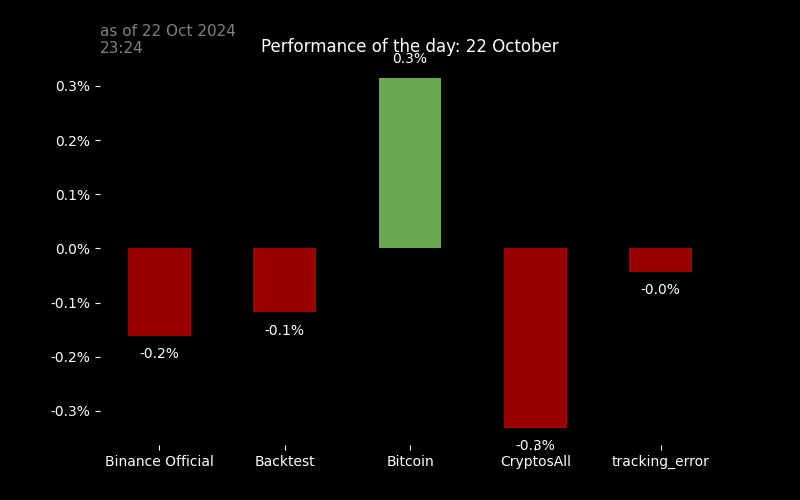 as of 22 Oct 2024
23:24
Performance of the day: 22 October
0.3%
0.3%
0.2%
0.1%
0.0%
-0.1%
-0.2%
-0.3%
-0.2%
-0.1%
-0.3%
-0.0%
Binance Official
Backtest
Bitcoin
CryptosAll
tracking_error